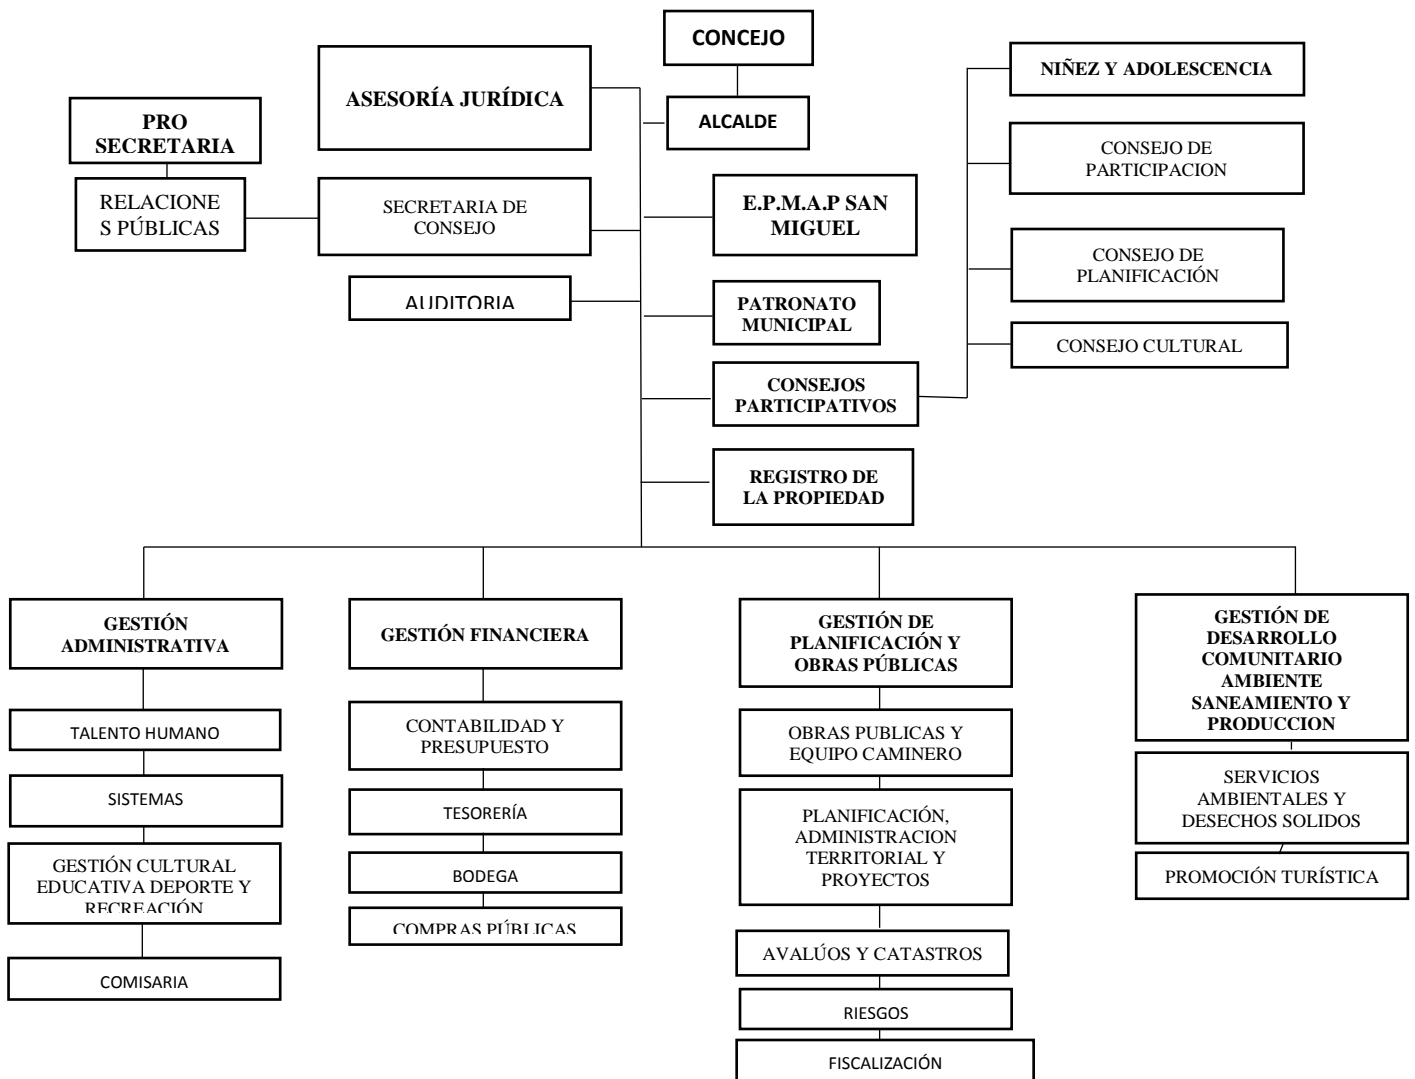 CONCEJO
ALCALDE
ASESORÍA JURÍDICA
PRO
SECRETARIA
RELACIONE
S PÚBLICAS
SECRETARIA DE
CONSEJO
AUDITORIA
E.P.M.A.P SAN
MIGUEL
PATRONATO
MUNICIPAL
CONSEJOS
PARTICIPATIVOS
REGISTRO DE
LA PROPIEDAD
NIÑEZ Y ADOLESCENCIA
CONSEJO DE
PARTICIPACION
CONSEJO DE
PLANIFICACIÓN
CONSEJO CULTURAL
GESTIÓN
ADMINISTRATIVA
TALENTO HUMANO
SISTEMAS
GESTIÓN CULTURAL
EDUCATIVA DEPORTE Y
RECREACIÓN
COMISARIA
GESTIÓN FINANCIERA
CONTABILIDAD Y
PRESUPUESTO
TESORERÍA
BODEGA
COMPRAS PÚBLICAS
GESTIÓN DE
PLANIFICACIÓN Y
OBRAS PÚBLICAS
OBRAS PUBLICAS Y
EQUIPO CAMINERO
PLANIFICACIÓN,
ADMINISTRACION
TERRITORIAL Y
PROYECTOS
AVALÚOS Y CATASTROS
RIESGOS
FISCALIZACIÓN
GESTIÓN DE
DESARROLLO
COMUNITARIO
AMBIENTE
SANEAMIENTO Y
PRODUCCION
SERVICIOS
AMBIENTALES Y
DESECHOS SOLIDOS
PROMOCIÓN TURÍSTICA